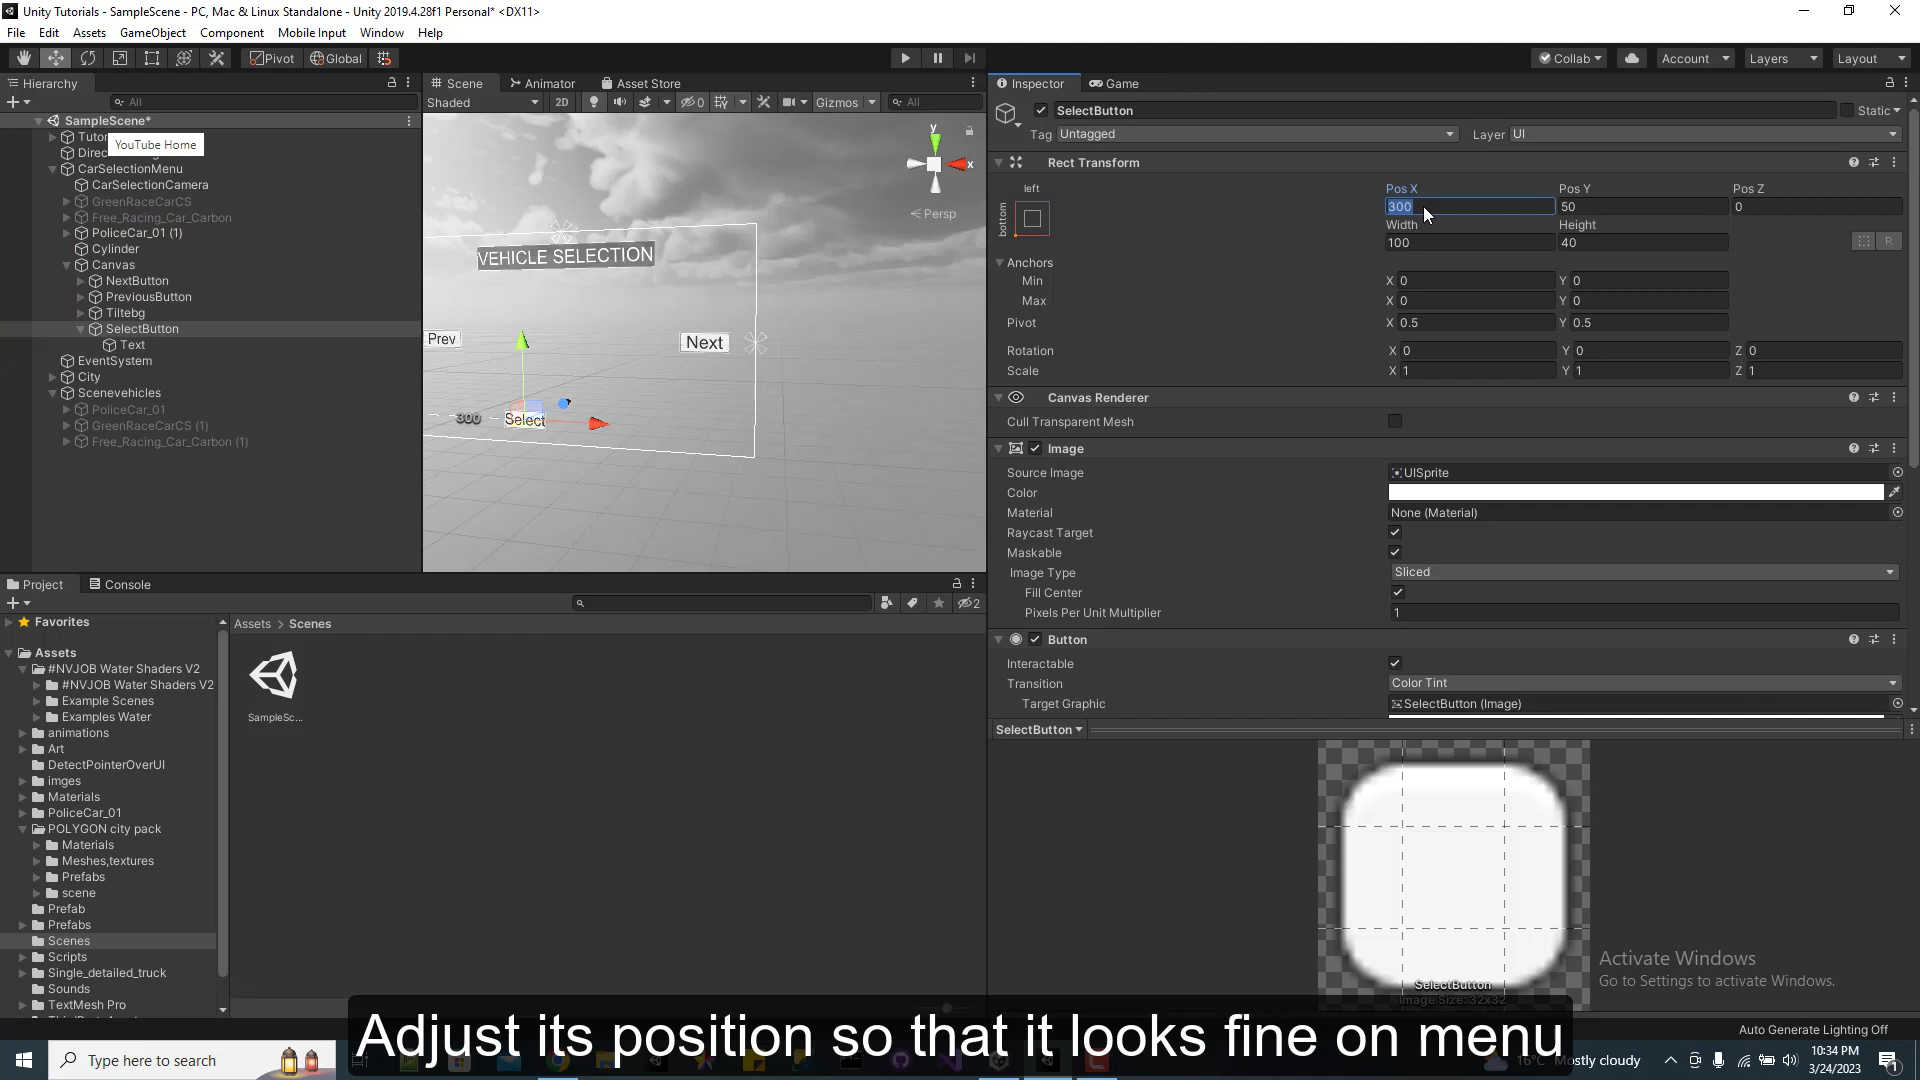 Unity Tutorials - SampleScene - PC, Mac & Linux Standalone - Unity 2019.4.28f1 Personal* <DX11>
File Edit Assets GameObject Component Mobile Input Window Help
Pivot Global Collab Account Layers Layout
Hierarchy
All
SampleScene*
YouTube Home
CarSelectionMenu
CarSelectionCamera
GreenRaceCarCS
Free_Racing_Car_Carbon
PoliceCar_01 (1)
Cylinder
Canvas
NextButton
PreviousButton
Tiltebg
SelectButton
Text
EventSystem
City
Scenevehicles
PoliceCar_01
GreenRaceCarCS (1)
Free_Racing_Car_Carbon (1)
Scene Animator Asset Store
Shaded 2D 0 Gizmos All
y
x
Persp
VEHICLE SELECTION
Prev
Next
300
Select
Inspector Game
SelectButton Static
Tag Untagged Layer UI
Rect Transform
left
bottom
Pos X Pos Y Pos Z
300 50 0
Width Height
100 40 R
Anchors
Min X 0 Y 0
Max X 0 Y 0
Pivot X 0.5 Y 0.5
Rotation X 0 Y 0 Z 0
Scale X 1 Y 1 Z 1
Canvas Renderer
Cull Transparent Mesh
Image
Source Image UISprite
Color
Material None (Material)
Raycast Target
Maskable
Image Type Sliced
Fill Center
Pixels Per Unit Multiplier 1
Button
Interactable
Transition Color Tint
Target Graphic SelectButton (Image)
SelectButton
SelectButton
Image Size: 32x32
Project Console
2
Favorites
Assets
#NVJOB Water Shaders V2
#NVJOB Water Shaders V2
Example Scenes
Examples Water
animations
Art
DetectPointerOverUI
imges
Materials
PoliceCar_01
POLYGON city pack
Materials
Meshes,textures
Prefabs
scene
Prefab
Prefabs
Scenes
Scripts
Single_detailed_truck
Sounds
TextMesh Pro
Assets > Scenes
SampleSc...
Activate Windows
Go to Settings to activate Windows.
Auto Generate Lighting Off
Adjust its position so that it looks fine on menu
Type here to search
16°C Mostly cloudy
10:34 PM
3/24/2023
1